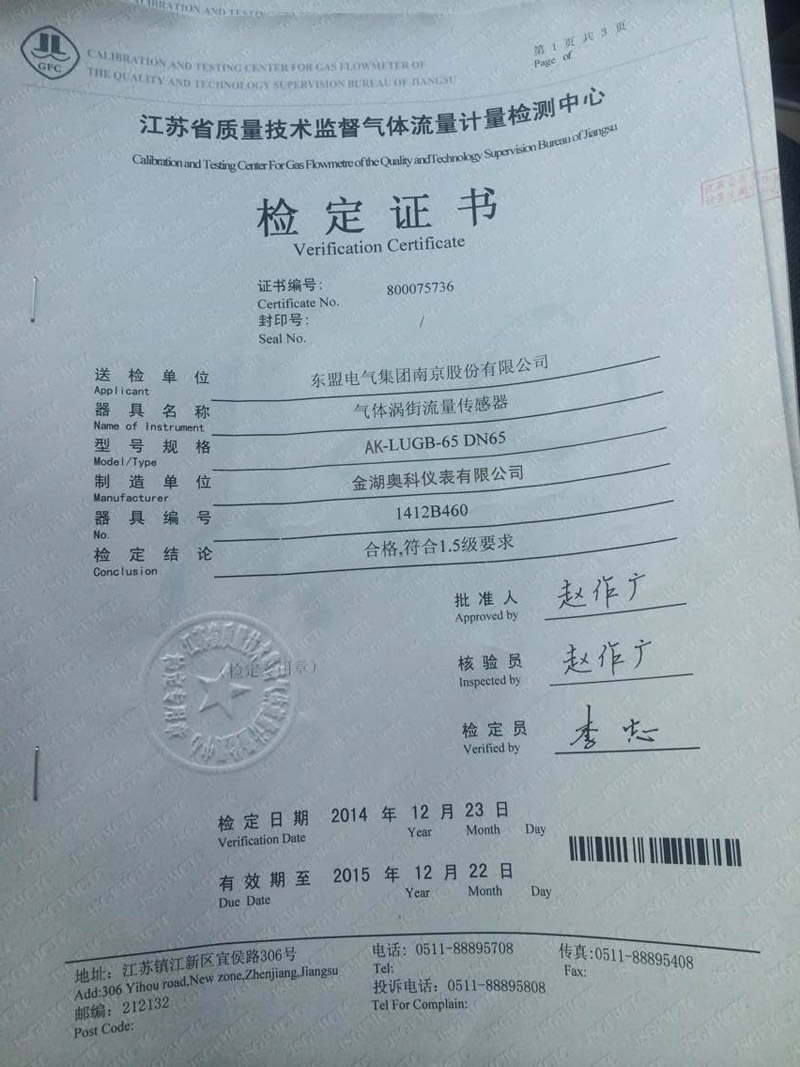 JL
GFC
CALIBRATION AND TESTING CENTER FOR GAS FLOWMETER OF
THE QUALITY AND TECHNOLOGY SUPERVISION BUREAU OF JIANGSU
第 1 页 共 3 页
Page of
江苏省质量技术监督气体流量计量检测中心
Calibration and Testing Center For Gas Flowmetre of the Quality and Technology Supervision Bureau of Jiangsu
检定证书
Verification Certificate
证书编号: 800075736
Certificate No.
封印号: /
Seal No.
送检单位 东盟电气集团南京股份有限公司
Applicant
器具名称 气体涡街流量传感器
Name of Instrument
型号规格 AK-LUGB-65 DN65
Model/Type
制造单位 金湖奥科仪表有限公司
Manufacturer
器具编号 1412B460
No.
检定结论 合格,符合1.5级要求
Conclusion
批准人 赵作广
Approved by
核验员 赵作广
Inspected by
(检定专用章)
检定员 李忠
Verified by
检定日期 2014 年 12 月 23 日
Verification Date Year Month Day
有效期至 2015 年 12 月 22 日
Due Date Year Month Day
地址: 江苏镇江新区宜侯路306号
Add:306 Yihou road,New zone,Zhenjiang,Jiangsu
邮编: 212132
Post Code:
电话: 0511-88895708
Tel:
投诉电话: 0511-88895808
Tel For Complain:
传真:0511-88895408
Fax: